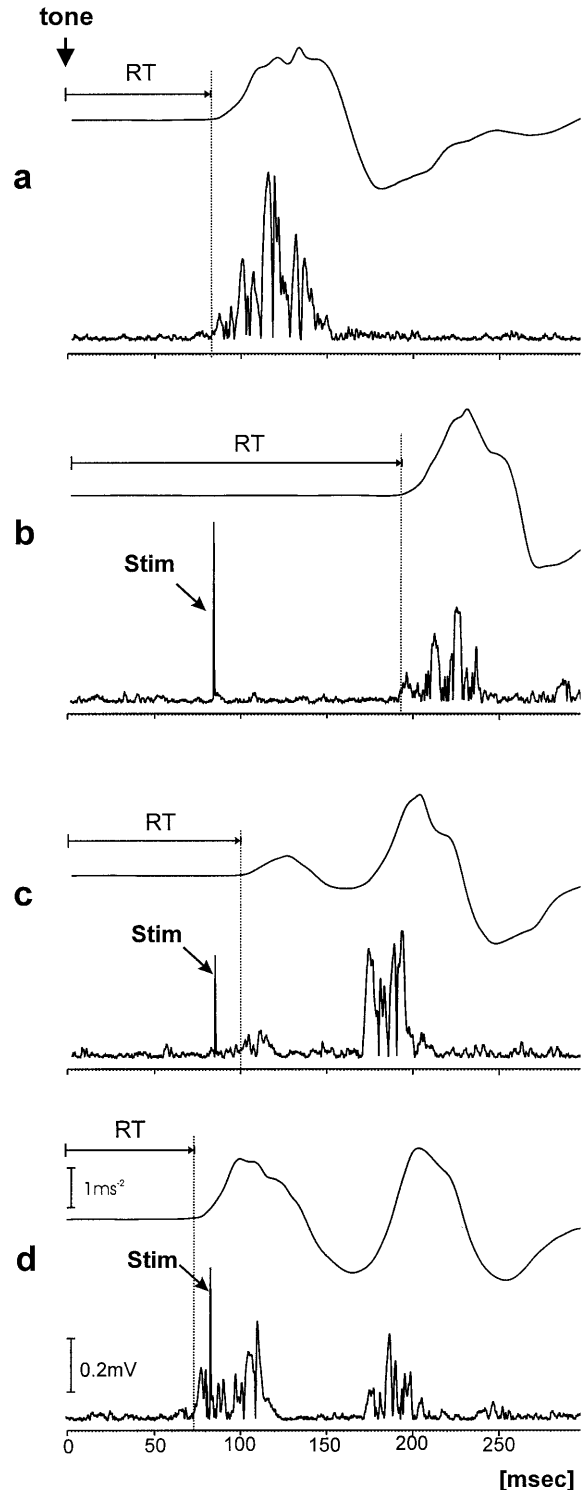 tone
RT
a
RT
b
Stim
RT
c
Stim
RT
1ms⁻²
d
Stim
0.2mV
0 50 100 150 200 250
[msec]